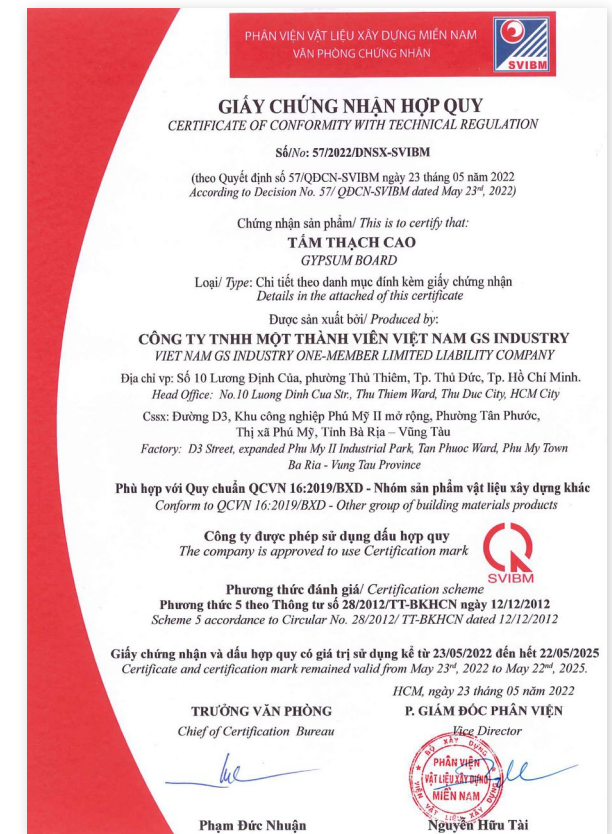 PHÂN VIỆN VẬT LIỆU XÂY DỰNG MIỀN NAM
VĂN PHÒNG CHỨNG NHẬN
SVIBM
GIẤY CHỨNG NHẬN HỢP QUY
CERTIFICATE OF CONFORMITY WITH TECHNICAL REGULATION
Số/No: 57/2022/DNSX-SVIBM
(theo Quyết định số 57/QĐCN-SVIBM ngày 23 tháng 05 năm 2022
According to Decision No. 57/ QĐCN-SVIBM dated May 23rd, 2022)
Chứng nhận sản phẩm/ This is to certify that:
TẤM THẠCH CAO
GYPSUM BOARD
Loại/ Type: Chi tiết theo danh mục đính kèm giấy chứng nhận
Details in the attached of this certificate
Được sản xuất bởi/ Produced by:
CÔNG TY TNHH MỘT THÀNH VIÊN VIỆT NAM GS INDUSTRY
VIET NAM GS INDUSTRY ONE-MEMBER LIMITED LIABILITY COMPANY
Địa chỉ vp: Số 10 Lương Định Của, phường Thủ Thiêm, Tp. Thủ Đức, Tp. Hồ Chí Minh.
Head Office: No.10 Luong Dinh Cua Str., Thu Thiem Ward, Thu Duc City, HCM City
Cssx: Đường D3, Khu công nghiệp Phú Mỹ II mở rộng, Phường Tân Phước,
Thị xã Phú Mỹ, Tỉnh Bà Rịa – Vũng Tàu
Factory: D3 Street, expanded Phu My II Industrial Park, Tan Phuoc Ward, Phu My Town
Ba Ria - Vung Tau Province
Phù hợp với Quy chuẩn QCVN 16:2019/BXD - Nhóm sản phẩm vật liệu xây dựng khác
Conform to QCVN 16:2019/BXD - Other group of building materials products
Công ty được phép sử dụng dấu hợp quy
The company is approved to use Certification mark
SVIBM
Phương thức đánh giá/ Certification scheme
Phương thức 5 theo Thông tư số 28/2012/TT-BKHCN ngày 12/12/2012
Scheme 5 accordance to Circular No. 28/2012/ TT-BKHCN dated 12/12/2012
Giấy chứng nhận và dấu hợp quy có giá trị sử dụng kể từ 23/05/2022 đến hết 22/05/2025
Certificate and certification mark remained valid from May 23rd, 2022 to May 22nd, 2025.
HCM, ngày 23 tháng 05 năm 2022
TRƯỞNG VĂN PHÒNG
P. GIÁM ĐỐC PHÂN VIỆN
Chief of Certification Bureau
Vice Director
BỘ XÂY DỰNG
PHÂN VIỆN
VẬT LIỆU XÂY DỰNG
MIỀN NAM
VIỆN VẬT LIỆU XÂY DỰNG
Phạm Đức Nhuận
Nguyễn Hữu Tài